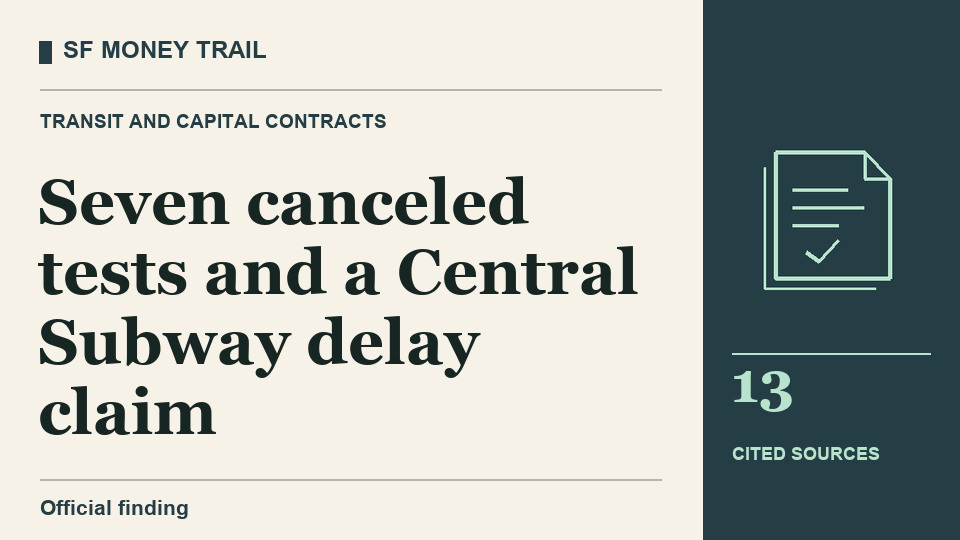 SF MONEY TRAIL
TRANSIT AND CAPITAL CONTRACTS
Seven canceled
tests and a Central
Subway delay
claim
Official finding
13
CITED SOURCES